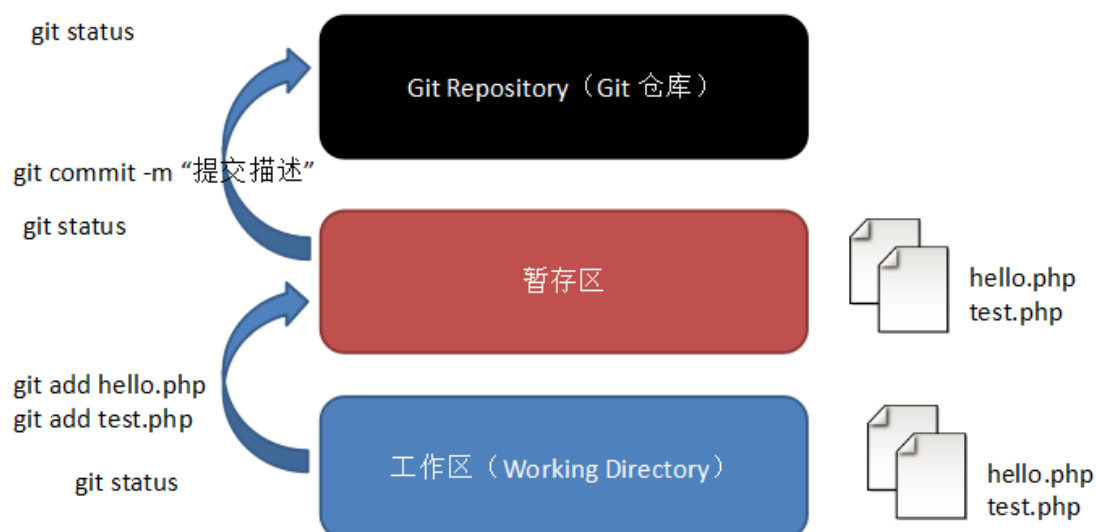 git status
Git Repository（Git 仓库）
git commit -m “提交描述”
git status
暂存区
hello.php
test.php
git add hello.php
git add test.php
git status
工作区（Working Directory）
hello.php
test.php